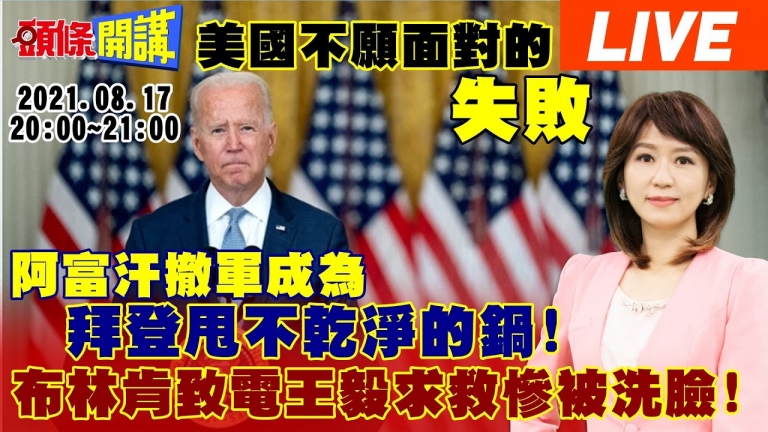 頭條開講
美國不願面對的
失敗
LIVE
2021.08.17
20:00~21:00
阿富汗撤軍成為
拜登甩不乾淨的鍋!
布林肯致電王毅求救慘被洗臉!